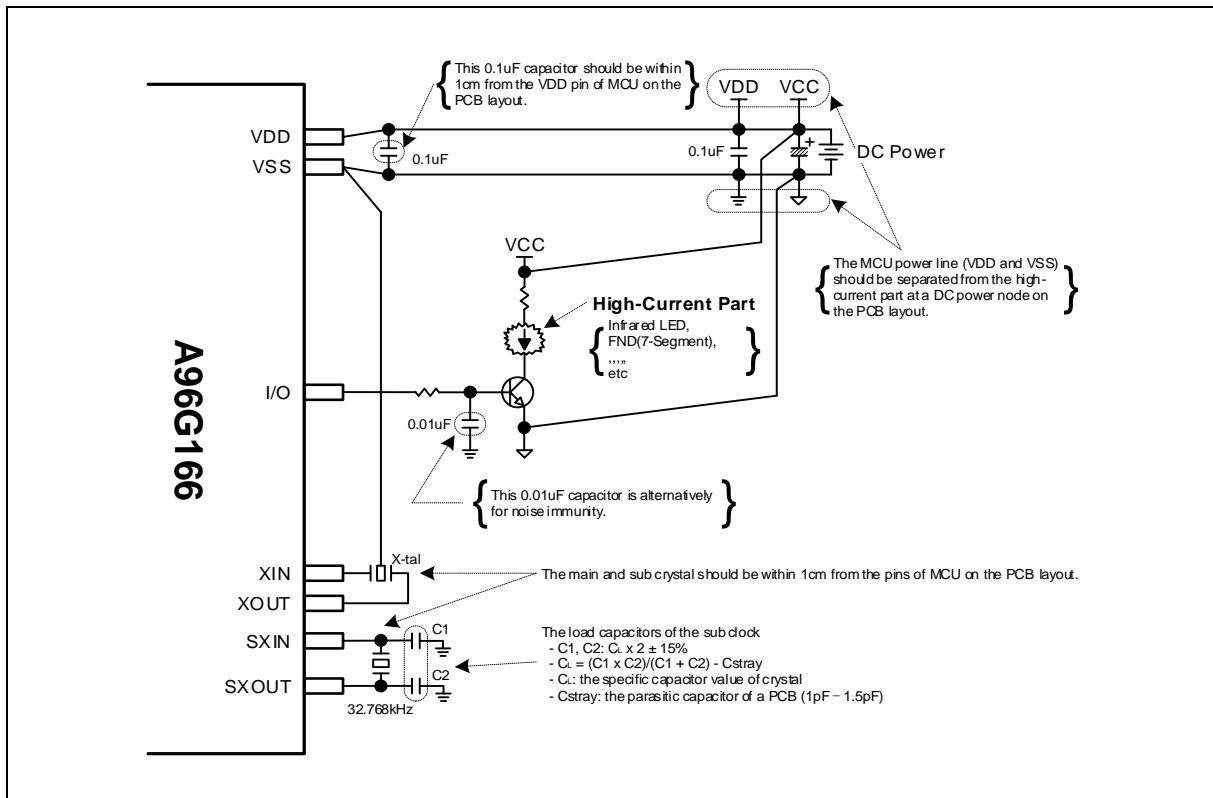 This 0.1uF capacitor should be within
1cm from the VDD pin of MCU on the
PCB layout.
VDD VCC
VDD
VSS
0.1uF
0.1uF
+
DC Power
VCC
The MCU power line (VDD and VSS)
should be separated from the high-
current part at a DC power node on
the PCB layout.
High-Current Part
Infrared LED,
FND(7-Segment),
,,,,,
etc
A96G166
I/O
0.01uF
This 0.01uF capacitor is alternatively
for noise immunity.
X-tal
XIN
XOUT
The main and sub crystal should be within 1cm from the pins of MCU on the PCB layout.
SXIN
C1
SXOUT
C2
32.768kHz
The load capacitors of the sub clock
- C1, C2: CL x 2 ± 15%
- CL = (C1 x C2)/(C1 + C2) - Cstray
- CL: the specific capacitor value of crystal
- Cstray: the parasitic capacitor of a PCB (1pF – 1.5pF)